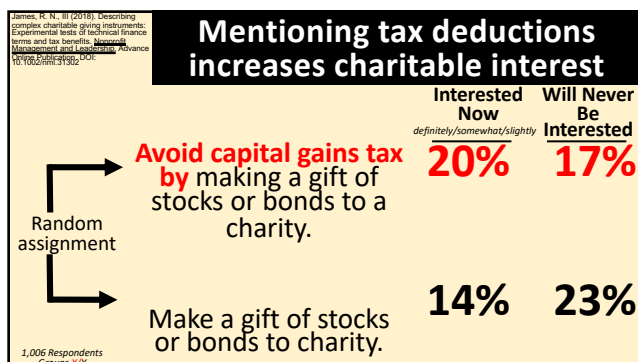 James, R. N., III (2018). Describing
complex charitable giving instruments:
Experimental tests of technical finance
terms and tax benefits. Nonprofit
Management and Leadership, Advance
Online Publication, DOI:
10.1002/nml.31302
Mentioning tax deductions
increases charitable interest
Interested
Now
definitely/somewhat/slightly
Will Never
Be
Interested
Avoid capital gains tax
by making a gift of
stocks or bonds to a
charity.
20%
17%
Random
assignment
Make a gift of stocks
or bonds to charity.
14%
23%
1,006 Respondents